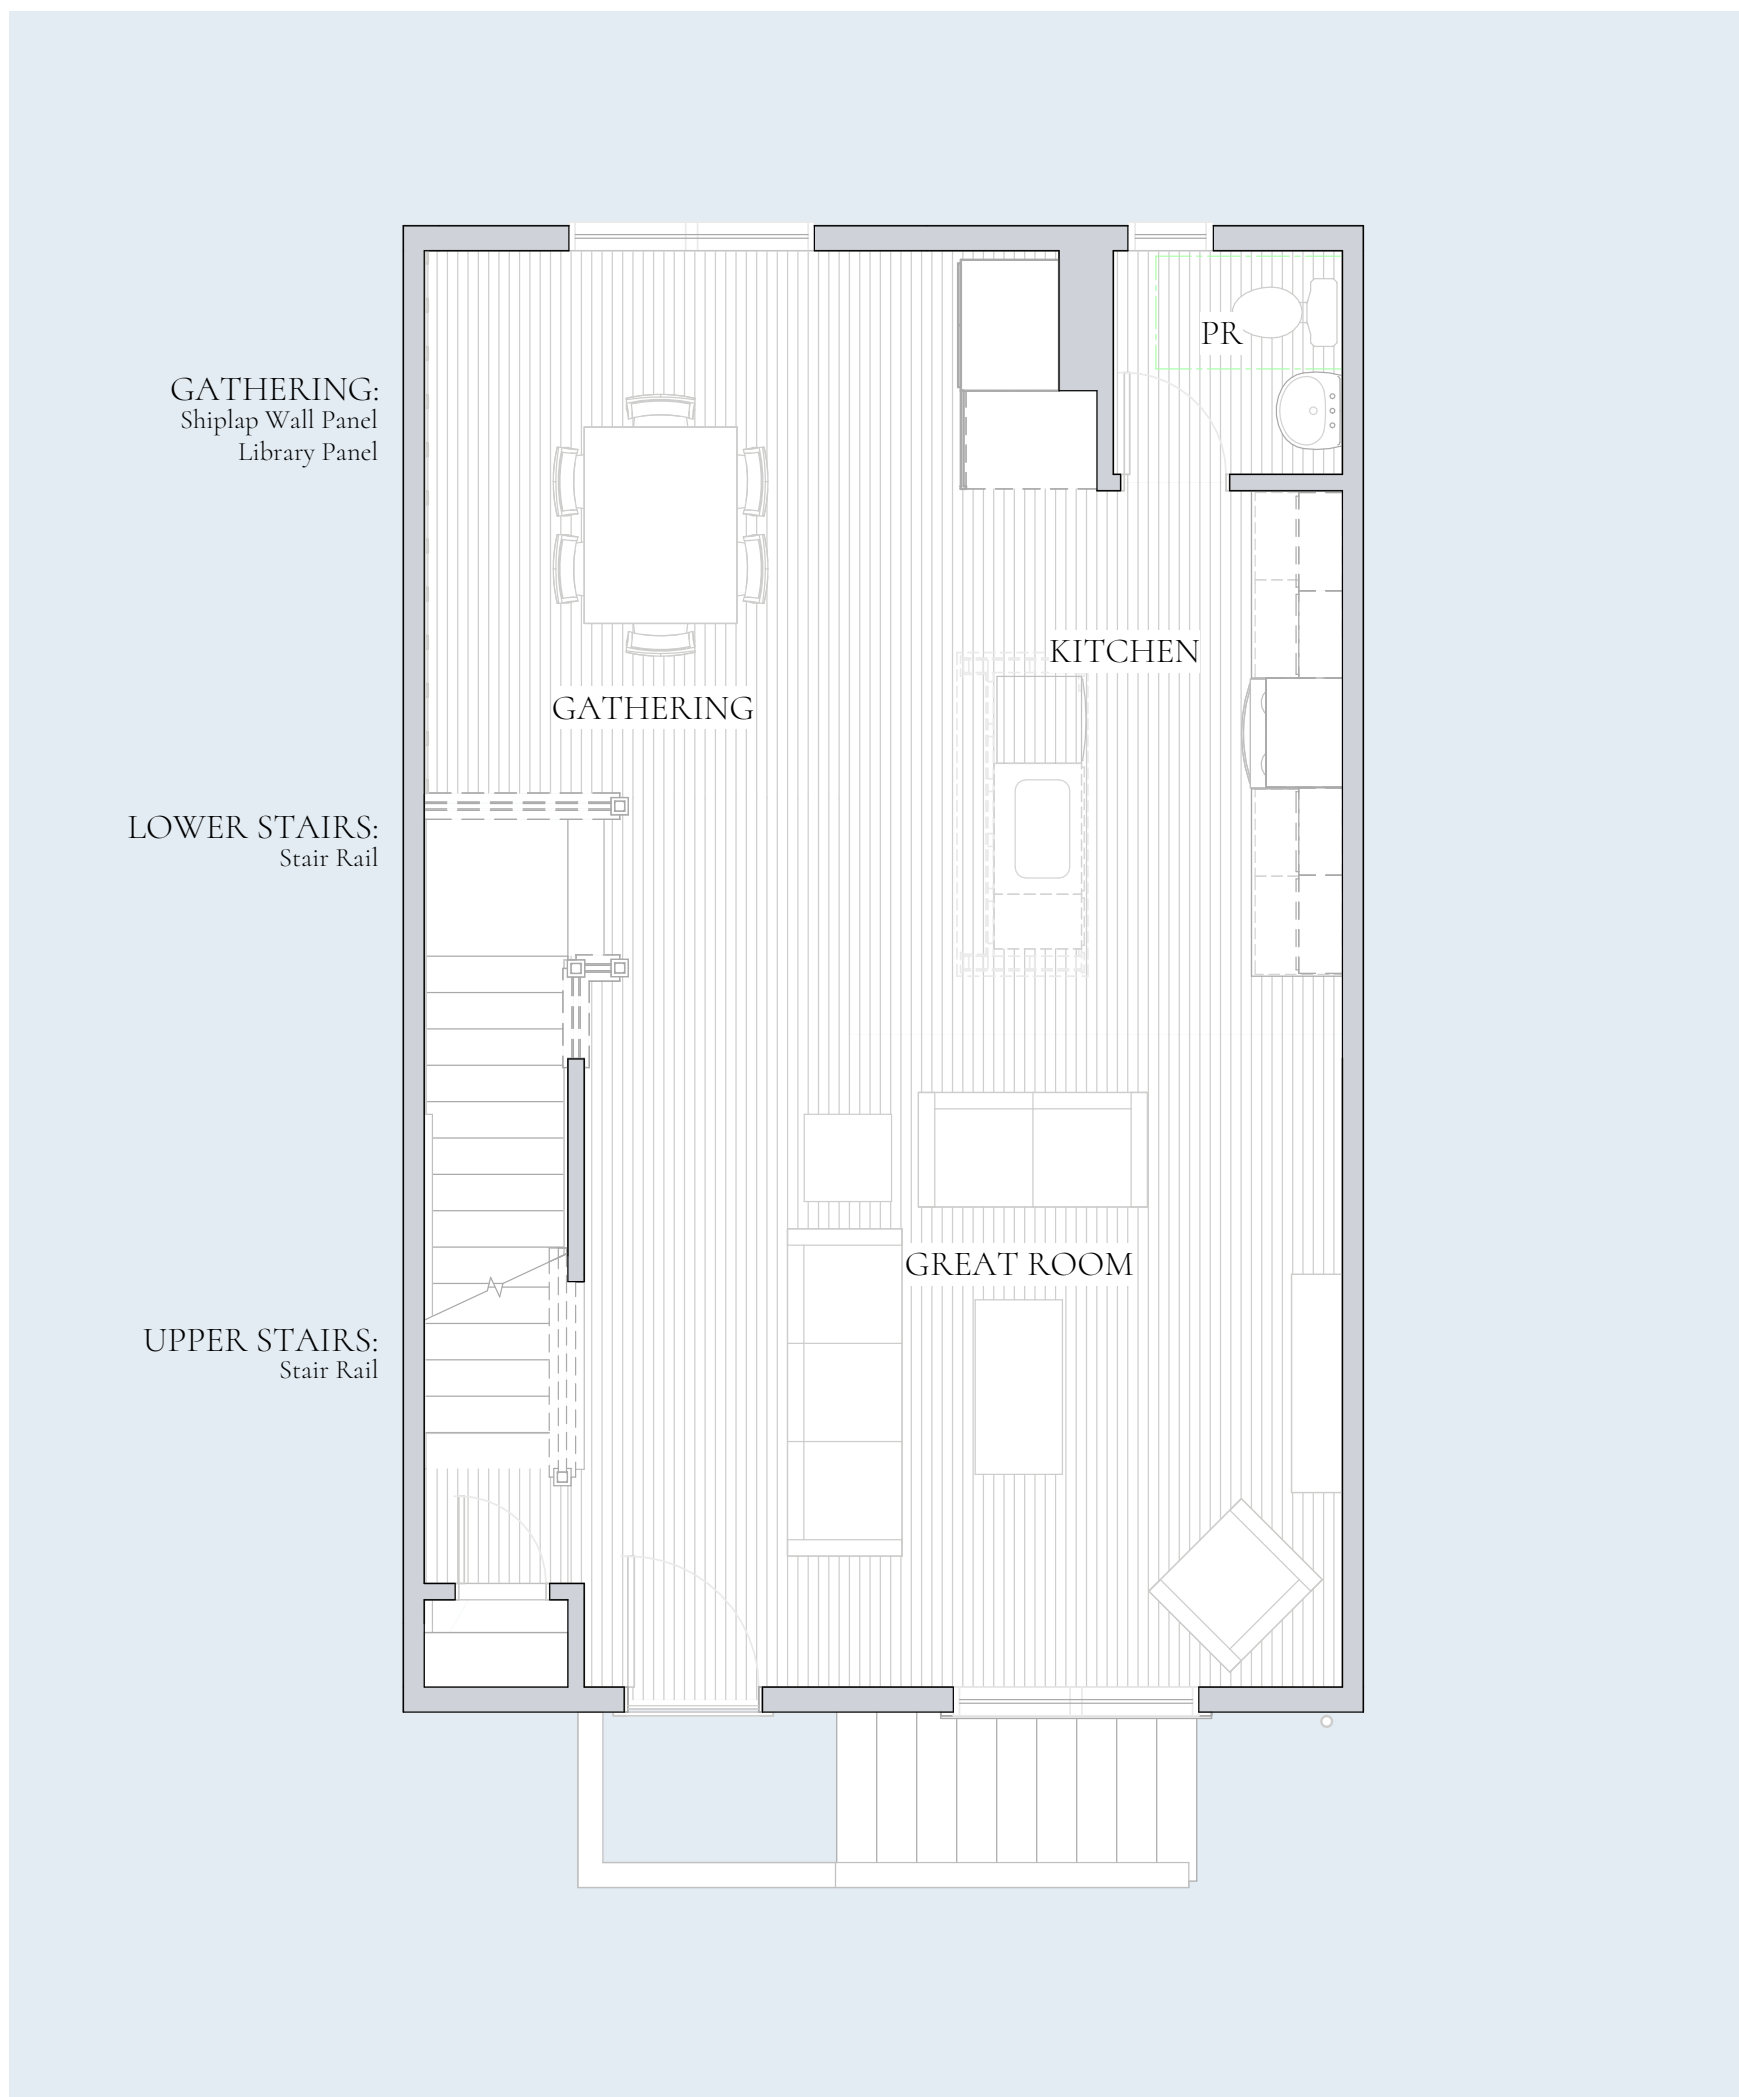 PR
GATHERING:
Shiplap Wall Panel
Library Panel
KITCHEN
GATHERING
LOWER STAIRS:
Stair Rail
GREAT ROOM
UPPER STAIRS:
Stair Rail